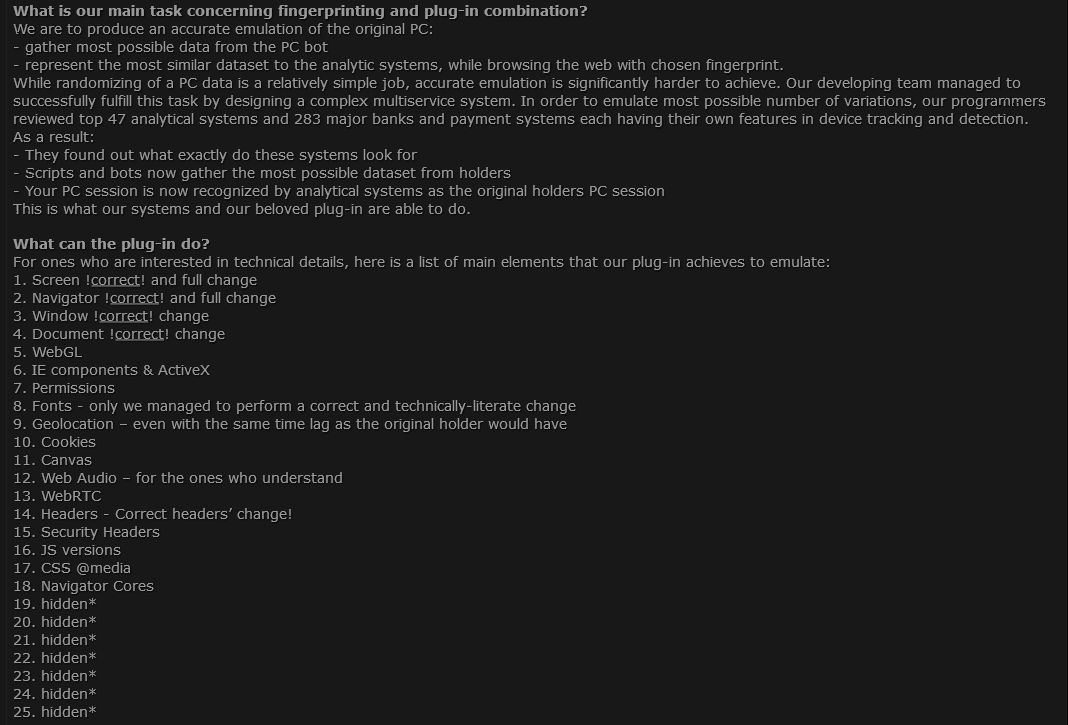 What is our main task concerning fingerprinting and plug-in combination?
We are to produce an accurate emulation of the original PC:
- gather most possible data from the PC bot
- represent the most similar dataset to the analytic systems, while browsing the web with chosen fingerprint.
While randomizing of a PC data is a relatively simple job, accurate emulation is significantly harder to achieve. Our developing team managed to
successfully fulfill this task by designing a complex multiservice system. In order to emulate most possible number of variations, our programmers
reviewed top 47 analytical systems and 283 major banks and payment systems each having their own features in device tracking and detection.
As a result:
- They found out what exactly do these systems look for
- Scripts and bots now gather the most possible dataset from holders
- Your PC session is now recognized by analytical systems as the original holders PC session
This is what our systems and our beloved plug-in are able to do.
What can the plug-in do?
For ones who are interested in technical details, here is a list of main elements that our plug-in achieves to emulate:
1. Screen !correct! and full change
2. Navigator !correct! and full change
3. Window !correct! change
4. Document !correct! change
5. WebGL
6. IE components & ActiveX
7. Permissions
8. Fonts - only we managed to perform a correct and technically-literate change
9. Geolocation – even with the same time lag as the original holder would have
10. Cookies
11. Canvas
12. Web Audio – for the ones who understand
13. WebRTC
14. Headers - Correct headers’ change!
15. Security Headers
16. JS versions
17. CSS @media
18. Navigator Cores
19. hidden*
20. hidden*
21. hidden*
22. hidden*
23. hidden*
24. hidden*
25. hidden*